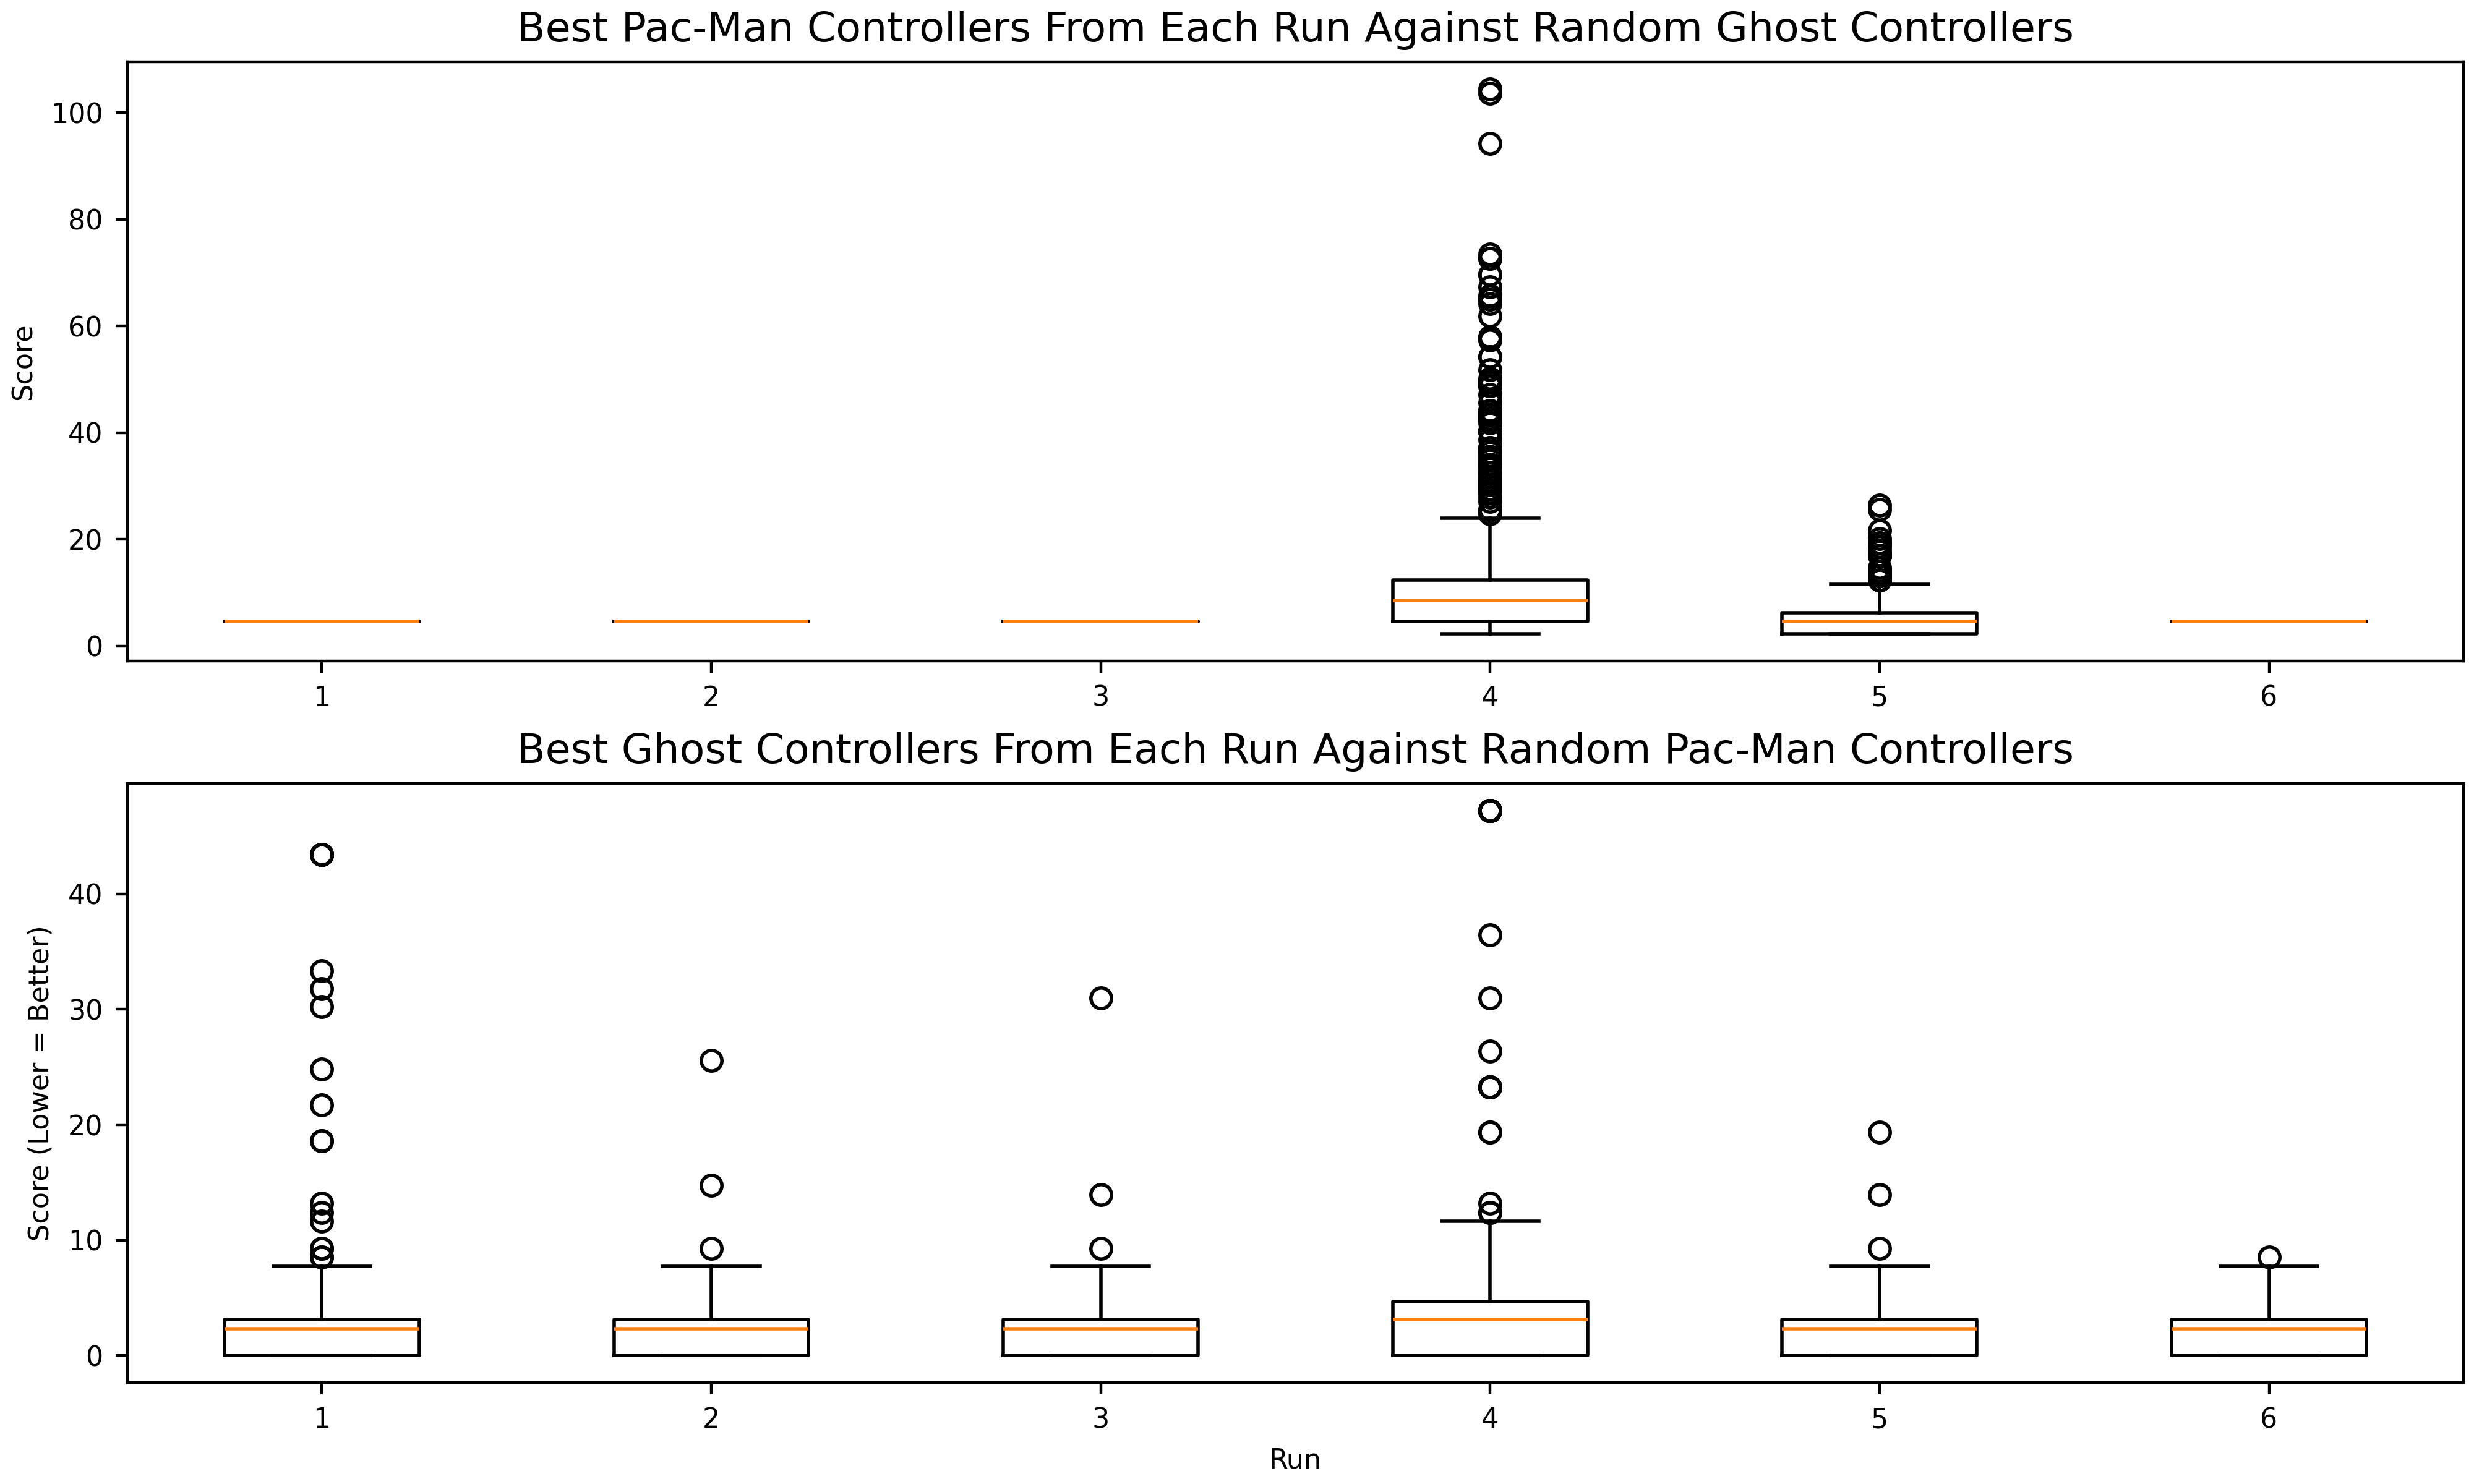 Best Pac-Man Controllers From Each Run Against Random Ghost Controllers
100
80
60
40
20
0
Score
1 2 3 4 5 6
Best Ghost Controllers From Each Run Against Random Pac-Man Controllers
40
30
20
10
0
Score (Lower = Better)
1 2 3 4 5 6
Run